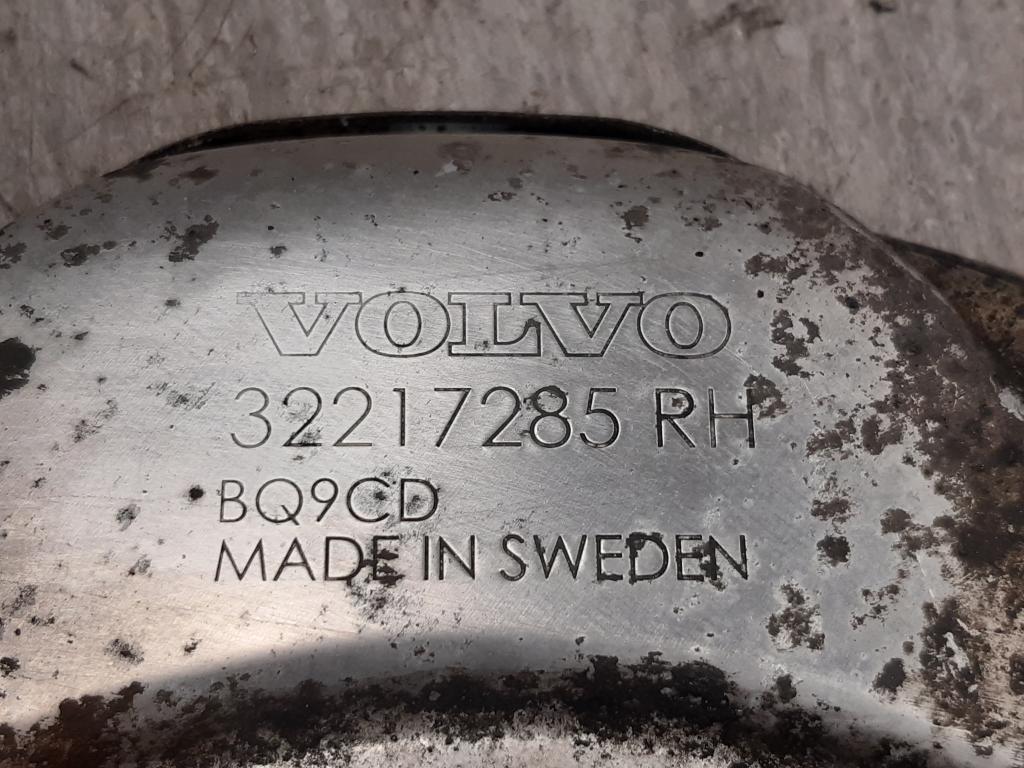 VOLVO
32217285 RH
BQ9CD
MADE IN SWEDEN